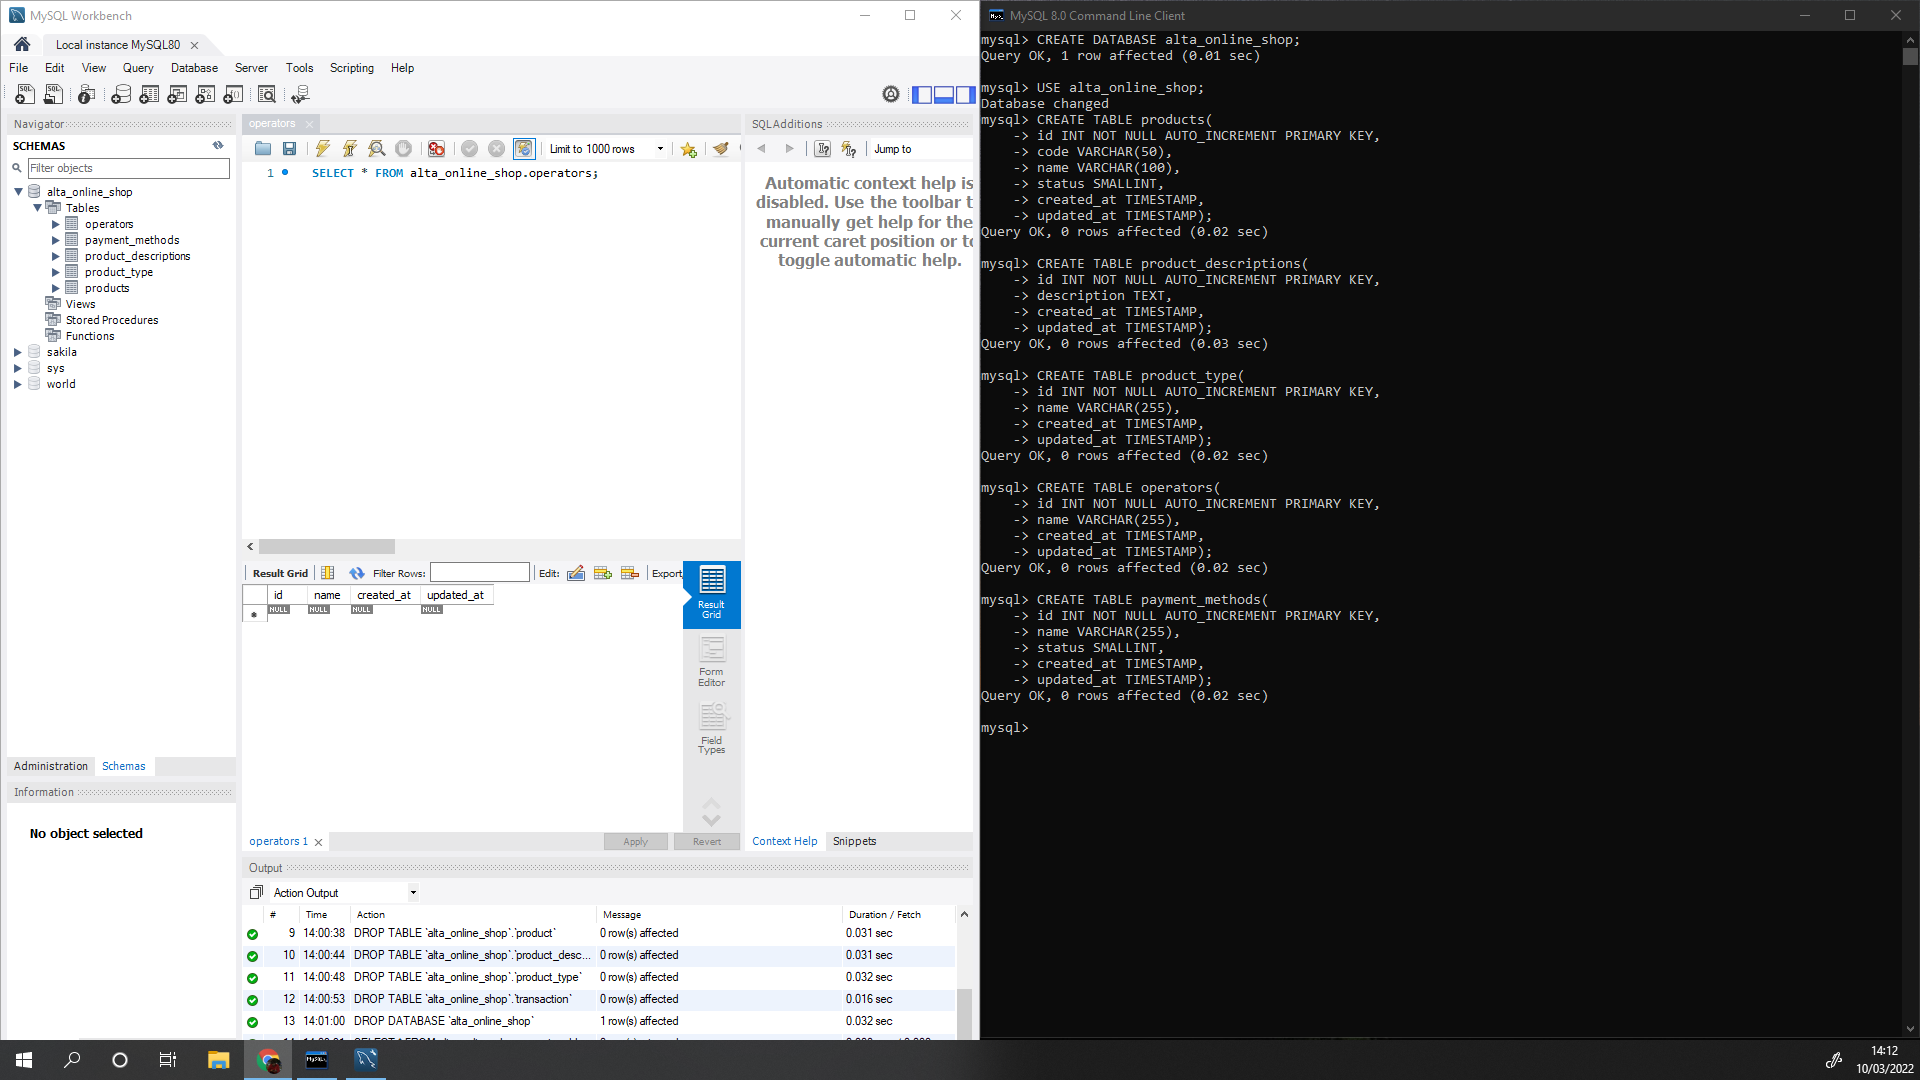 MySQL Workbench
Local instance MySQL80
File Edit View Query Database Server Tools Scripting Help
Navigator
SCHEMAS
Filter objects
alta_online_shop
Tables
operators
payment_methods
product_descriptions
product_type
products
Views
Stored Procedures
Functions
sakila
sys
world
Administration Schemas
Information
No object selected
operators
Limit to 1000 rows
1 SELECT * FROM alta_online_shop.operators;
SQLAdditions
Jump to
Automatic context help is
disabled. Use the toolbar t
manually get help for the
current caret position or to
toggle automatic help.
Result Grid Filter Rows: Edit: Export
id name created_at updated_at
NULL NULL NULL NULL
Result
Grid
Form
Editor
Field
Types
operators 1
Apply Revert
Context Help Snippets
Output
Action Output
# Time Action Message Duration / Fetch
9 14:00:38 DROP TABLE `alta_online_shop`.`product` 0 row(s) affected 0.031 sec
10 14:00:44 DROP TABLE `alta_online_shop`.`product_desc... 0 row(s) affected 0.031 sec
11 14:00:48 DROP TABLE `alta_online_shop`.`product_type` 0 row(s) affected 0.032 sec
12 14:00:53 DROP TABLE `alta_online_shop`.`transaction` 0 row(s) affected 0.016 sec
13 14:01:00 DROP DATABASE `alta_online_shop` 1 row(s) affected 0.032 sec
MySQL 8.0 Command Line Client
mysql> CREATE DATABASE alta_online_shop;
Query OK, 1 row affected (0.01 sec)
mysql> USE alta_online_shop;
Database changed
mysql> CREATE TABLE products(
-> id INT NOT NULL AUTO_INCREMENT PRIMARY KEY,
-> code VARCHAR(50),
-> name VARCHAR(100),
-> status SMALLINT,
-> created_at TIMESTAMP,
-> updated_at TIMESTAMP);
Query OK, 0 rows affected (0.02 sec)
mysql> CREATE TABLE product_descriptions(
-> id INT NOT NULL AUTO_INCREMENT PRIMARY KEY,
-> description TEXT,
-> created_at TIMESTAMP,
-> updated_at TIMESTAMP);
Query OK, 0 rows affected (0.03 sec)
mysql> CREATE TABLE product_type(
-> id INT NOT NULL AUTO_INCREMENT PRIMARY KEY,
-> name VARCHAR(255),
-> created_at TIMESTAMP,
-> updated_at TIMESTAMP);
Query OK, 0 rows affected (0.02 sec)
mysql> CREATE TABLE operators(
-> id INT NOT NULL AUTO_INCREMENT PRIMARY KEY,
-> name VARCHAR(255),
-> created_at TIMESTAMP,
-> updated_at TIMESTAMP);
Query OK, 0 rows affected (0.02 sec)
mysql> CREATE TABLE payment_methods(
-> id INT NOT NULL AUTO_INCREMENT PRIMARY KEY,
-> name VARCHAR(255),
-> status SMALLINT,
-> created_at TIMESTAMP,
-> updated_at TIMESTAMP);
Query OK, 0 rows affected (0.02 sec)
mysql>
14:12
10/03/2022